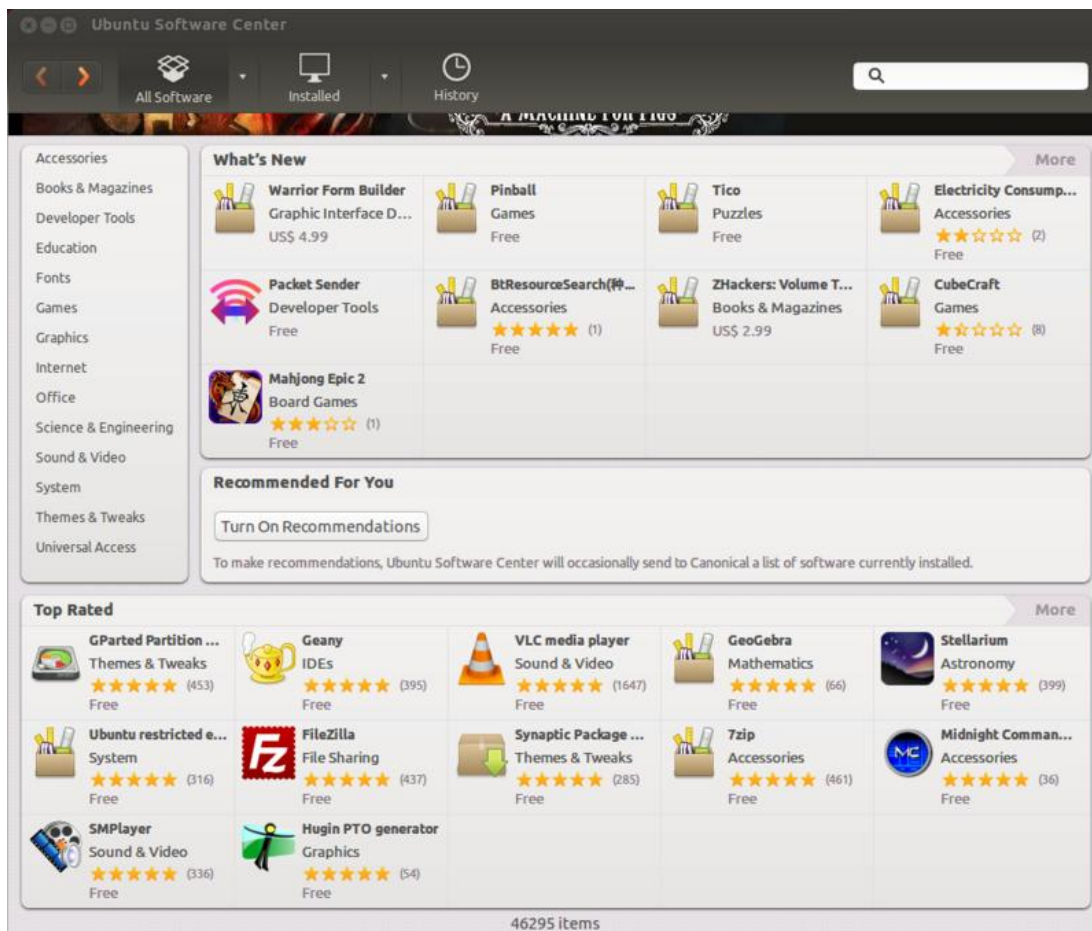 Ubuntu Software Center
All Software
Installed
History
A MACHINE FOR PIGS
Accessories
Books & Magazines
Developer Tools
Education
Fonts
Games
Graphics
Internet
Office
Science & Engineering
Sound & Video
System
Themes & Tweaks
Universal Access
What's New
More
Warrior Form Builder
Graphic Interface D...
US$ 4.99
Pinball
Games
Free
Tico
Puzzles
Free
Electricity Consump...
Accessories
(2)
Free
Packet Sender
Developer Tools
Free
BtResourceSearch(种...
Accessories
(1)
Free
ZHackers: Volume T...
Books & Magazines
US$ 2.99
CubeCraft
Games
(8)
Free
Mahjong Epic 2
Board Games
(1)
Free
Recommended For You
Turn On Recommendations
To make recommendations, Ubuntu Software Center will occasionally send to Canonical a list of software currently installed.
Top Rated
More
GParted Partition ...
Themes & Tweaks
(453)
Free
Geany
IDEs
(395)
Free
VLC media player
Sound & Video
(1647)
Free
GeoGebra
Mathematics
(66)
Free
Stellarium
Astronomy
(399)
Free
Ubuntu restricted e...
System
(316)
Free
FileZilla
File Sharing
(437)
Free
Synaptic Package ...
Themes & Tweaks
(285)
Free
7zip
Accessories
(461)
Free
Midnight Comman...
Accessories
(36)
Free
SMPlayer
Sound & Video
(336)
Free
Hugin PTO generator
Graphics
(54)
Free
46295 items